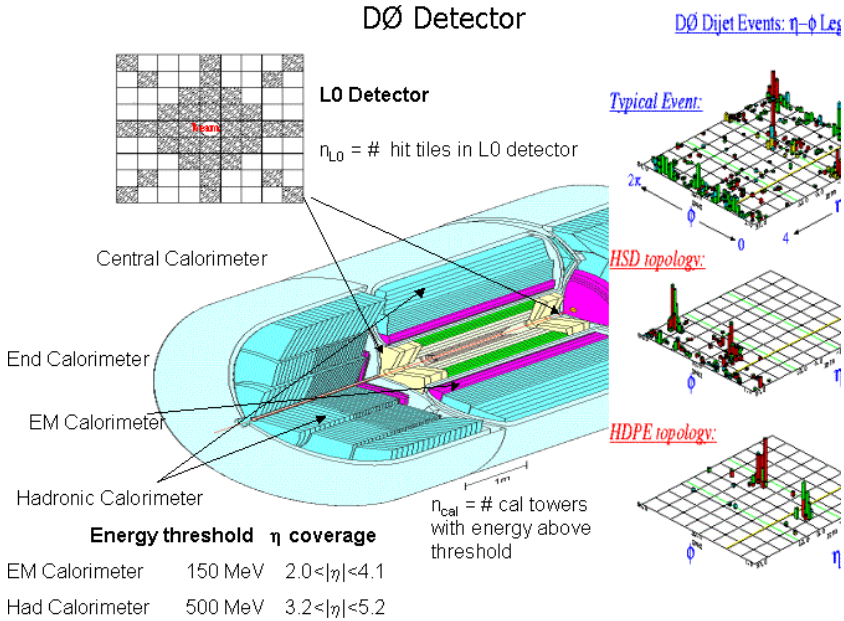 DØ Detector
DØ Dijet Events: η-φ Leg
L0 Detector
Beam
n_L0 = # hit tiles in L0 detector
Typical Event:
2π
φ
0
4
η
Central Calorimeter
HSD topology:
φ
η
End Calorimeter
EM Calorimeter
HDPE topology:
Hadronic Calorimeter
1m
n_cal = # cal towers
with energy above
threshold
φ
η
Energy threshold η coverage
EM Calorimeter 150 MeV 2.0<|η|<4.1
Had Calorimeter 500 MeV 3.2<|η|<5.2